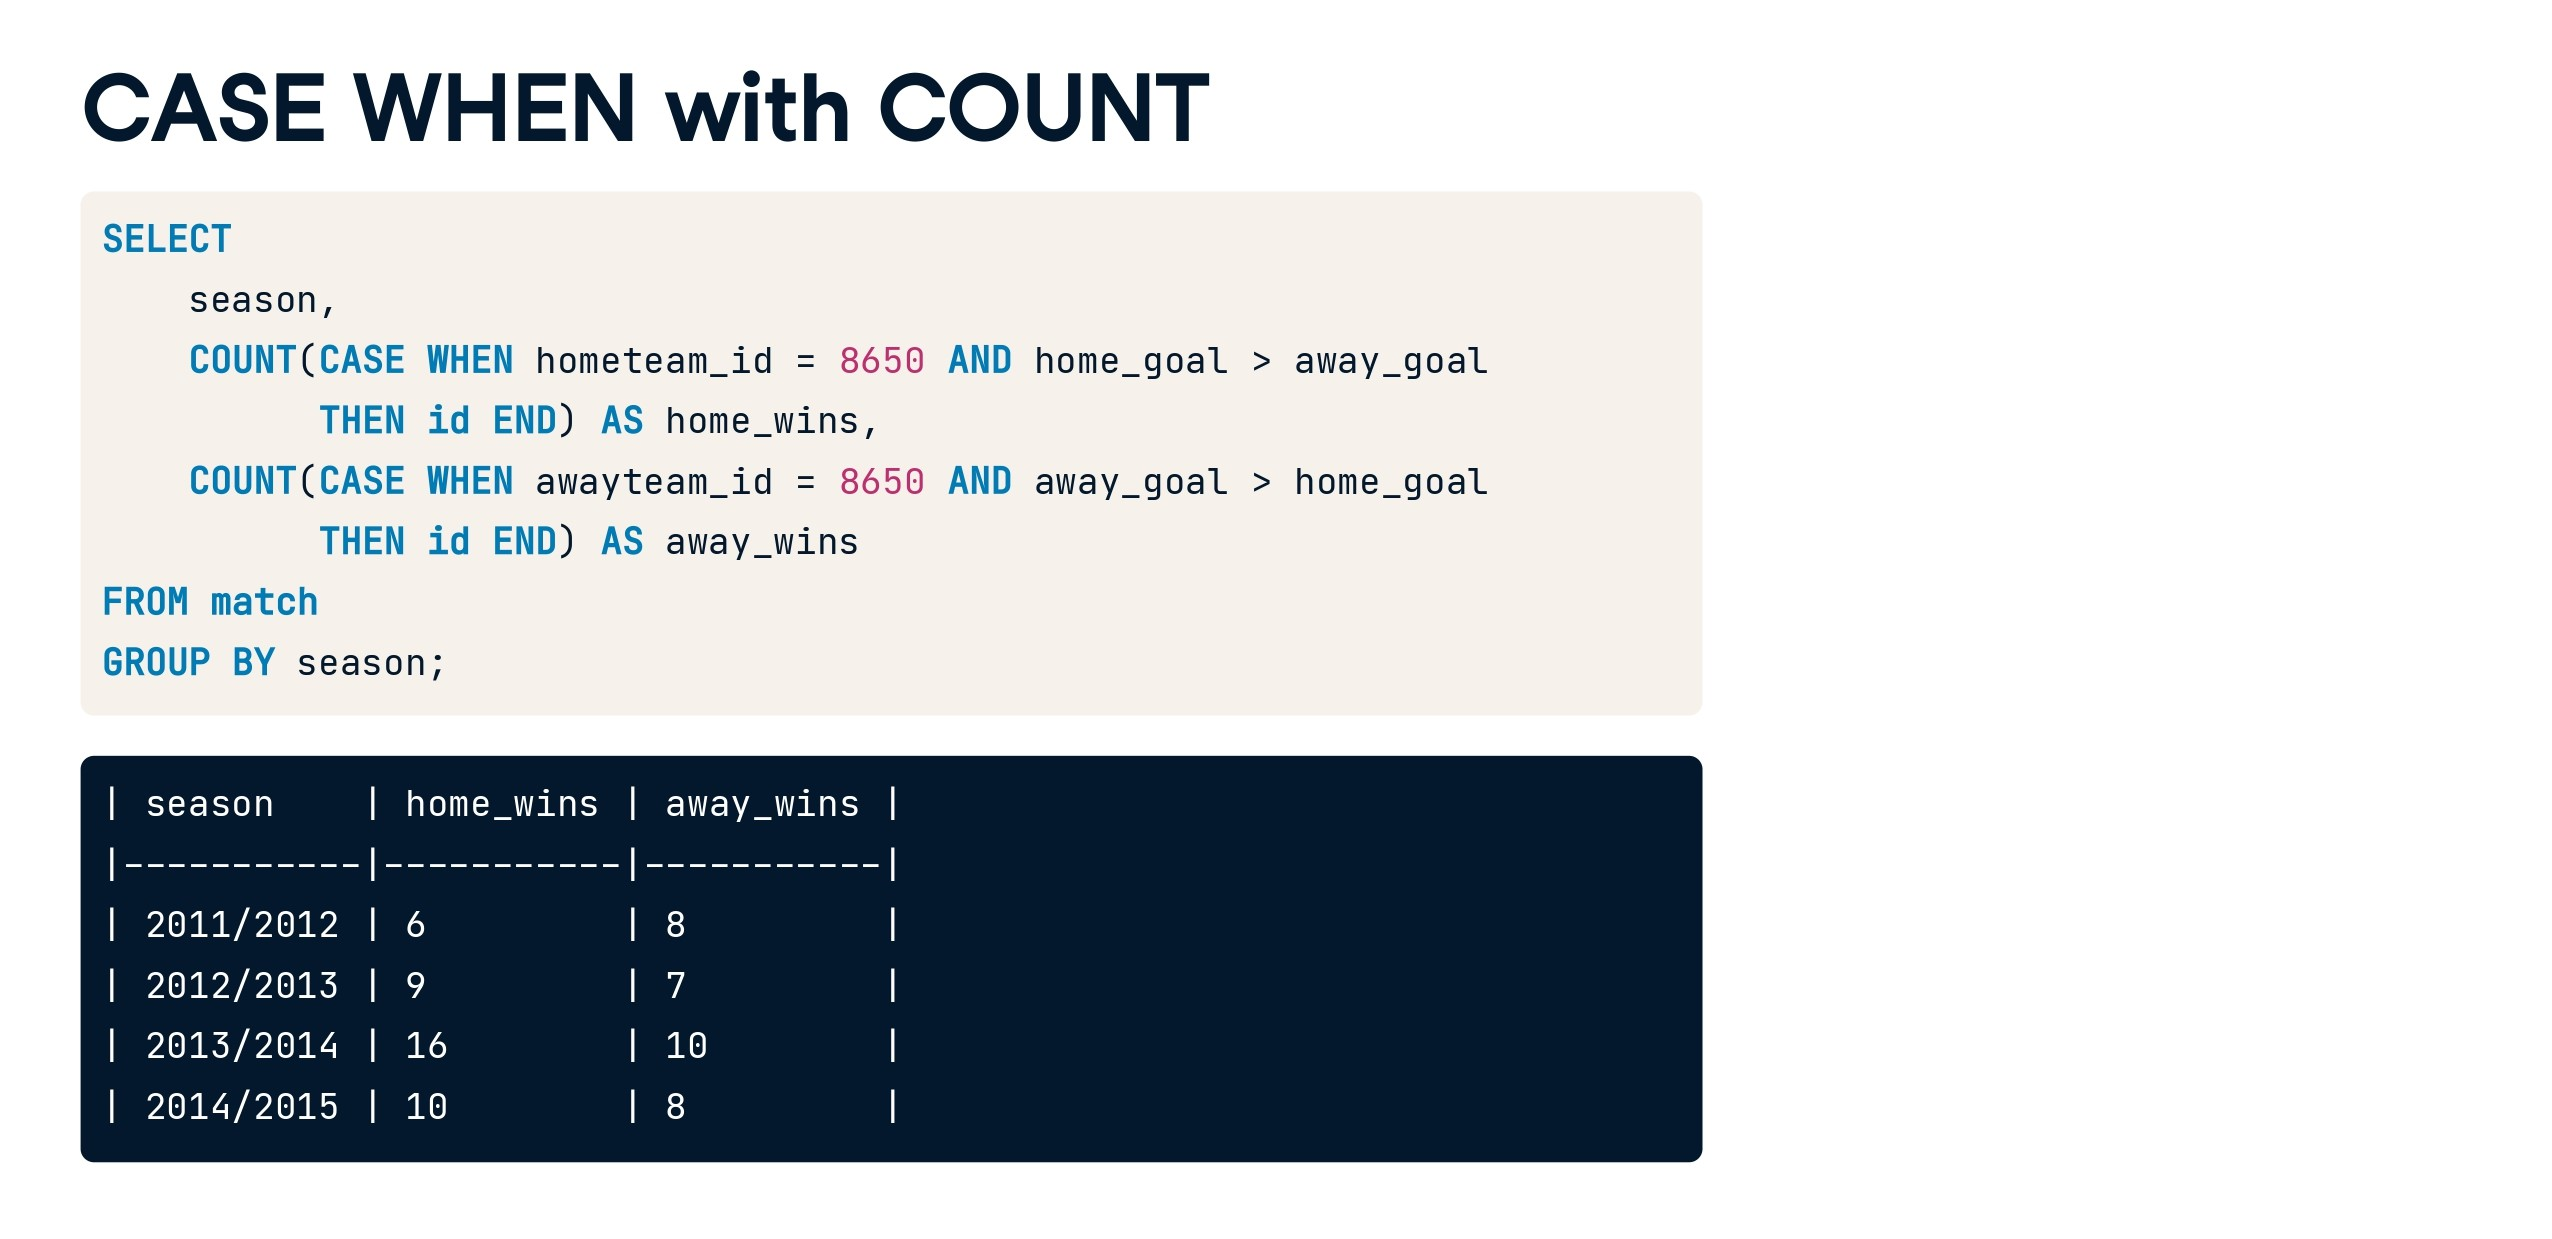 CASE WHEN with COUNT
SELECT
    season,
    COUNT(CASE WHEN hometeam_id = 8650 AND home_goal > away_goal
          THEN id END) AS home_wins,
    COUNT(CASE WHEN awayteam_id = 8650 AND away_goal > home_goal
          THEN id END) AS away_wins
FROM match
GROUP BY season;
| season    | home_wins | away_wins |
|-----------|-----------|-----------|
| 2011/2012 | 6         | 8         |
| 2012/2013 | 9         | 7         |
| 2013/2014 | 16        | 10        |
| 2014/2015 | 10        | 8         |